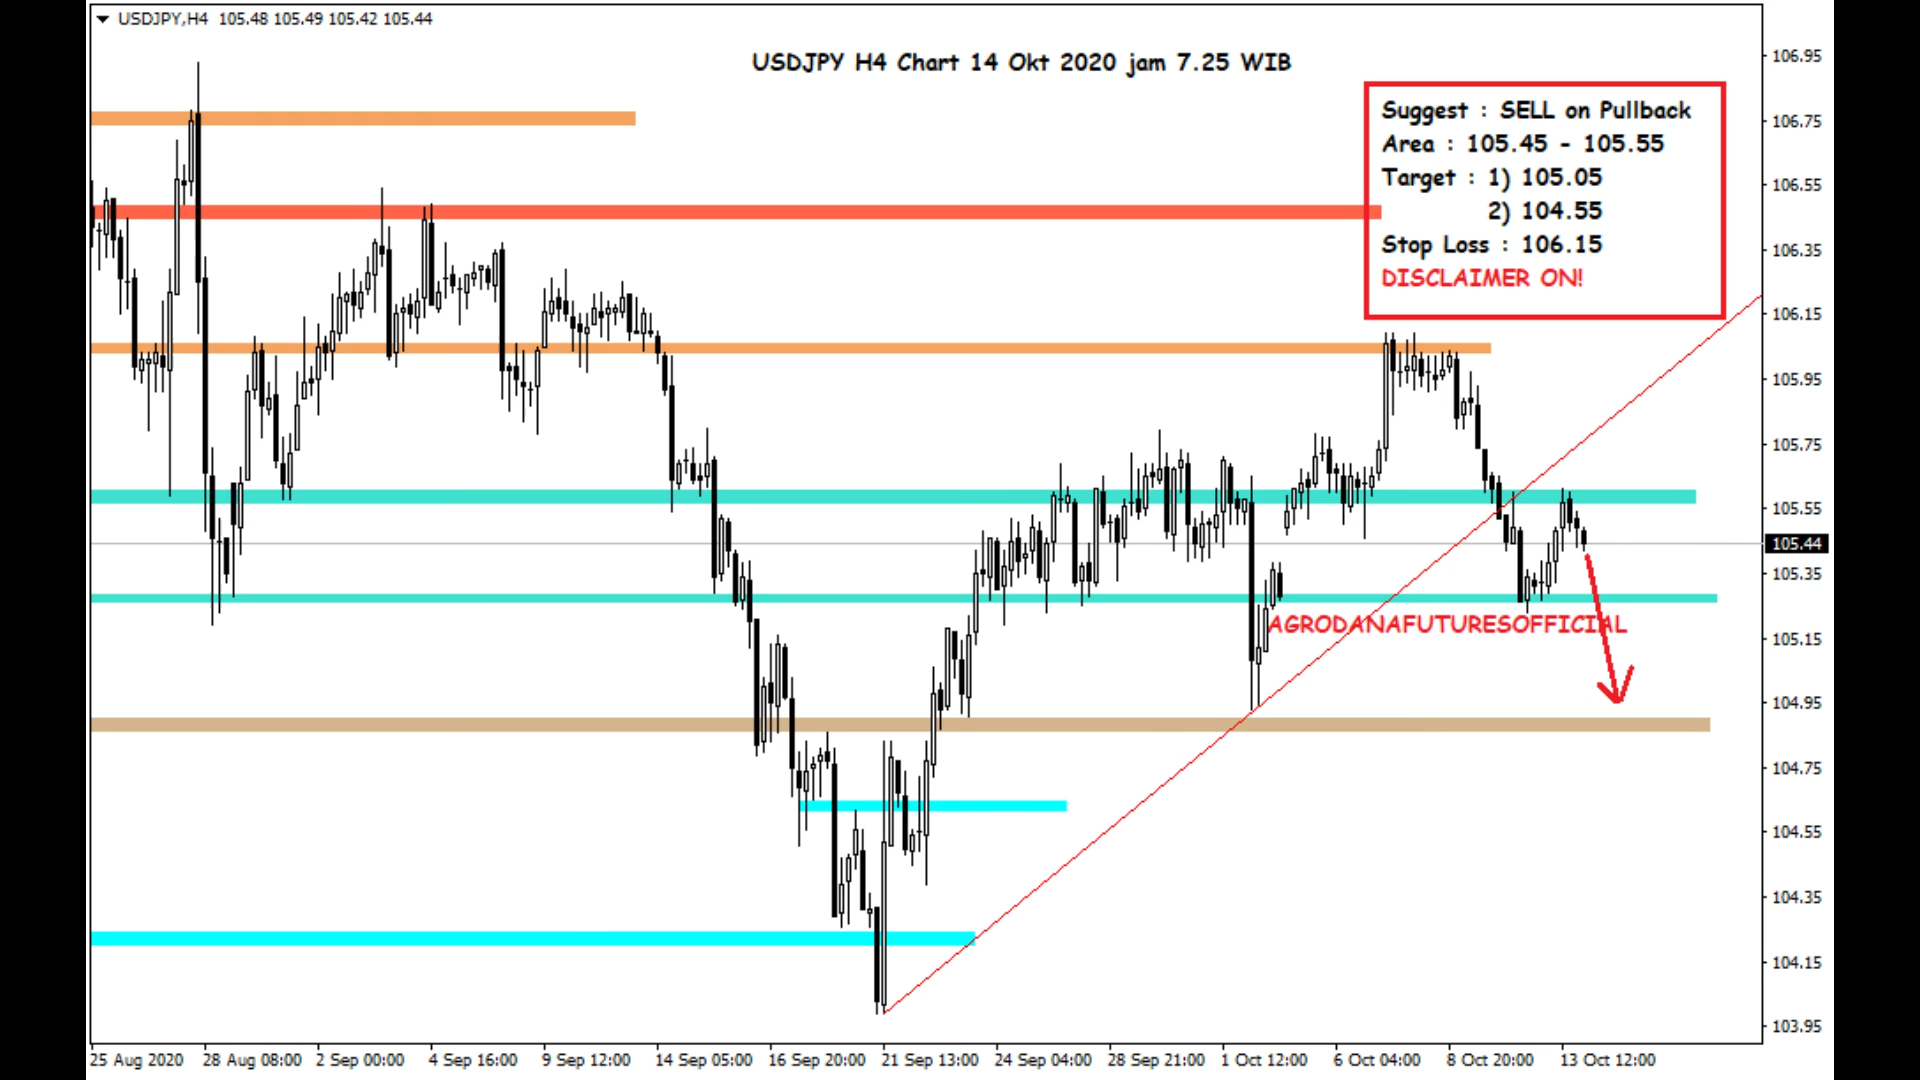 USDJPY,H4 105.48 105.49 105.42 105.44
USDJPY H4 Chart 14 Okt 2020 jam 7.25 WIB
Suggest : SELL on Pullback
Area : 105.45 - 105.55
Target : 1) 105.05
2) 104.55
Stop Loss : 106.15
DISCLAIMER ON!
AGRODANAFUTURESOFFICIAL
106.95
106.75
106.55
106.35
106.15
105.95
105.75
105.55
105.44
105.35
105.15
104.95
104.75
104.55
104.35
104.15
103.95
25 Aug 2020 28 Aug 08:00 2 Sep 00:00 4 Sep 16:00 9 Sep 12:00 14 Sep 05:00 16 Sep 20:00 21 Sep 13:00 24 Sep 04:00 28 Sep 21:00 1 Oct 12:00 6 Oct 04:00 8 Oct 20:00 13 Oct 12:00